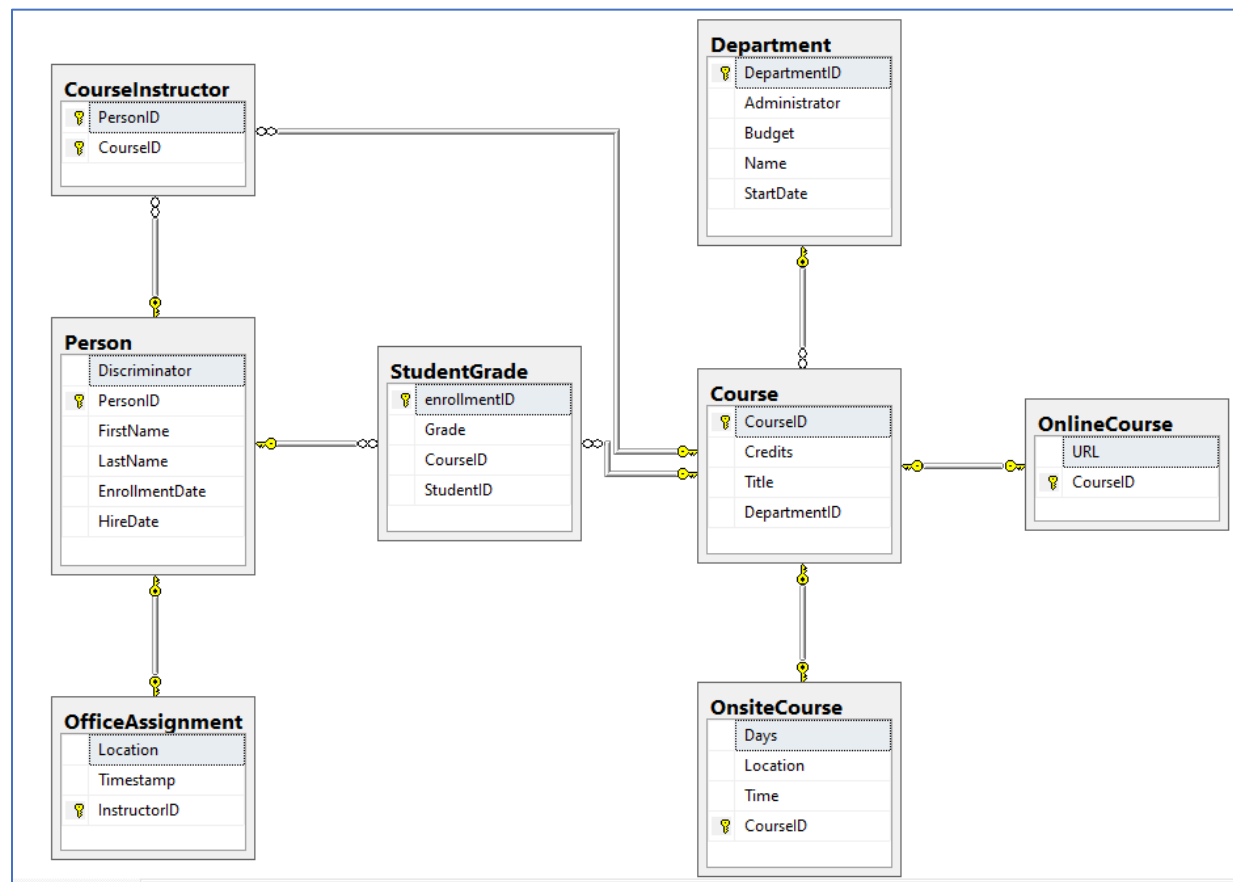 Department
DepartmentID
Administrator
Budget
Name
StartDate
CourseInstructor
PersonID
CourseID
Person
Discriminator
PersonID
FirstName
LastName
EnrollmentDate
HireDate
StudentGrade
enrollmentID
Grade
CourseID
StudentID
Course
CourseID
Credits
Title
DepartmentID
OnlineCourse
URL
CourseID
OfficeAssignment
Location
Timestamp
InstructorID
OnsiteCourse
Days
Location
Time
CourseID